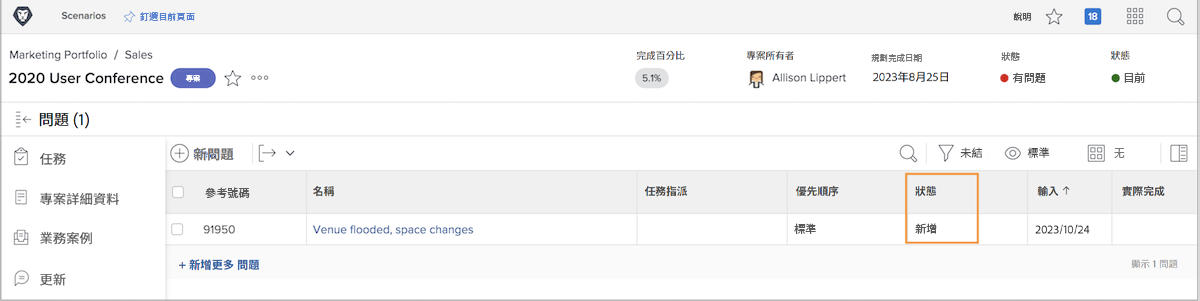 Scenarios 釘選目前頁面 說明 18
Marketing Portfolio / Sales 完成百分比 專案所有者 規劃完成日期 狀態 狀態
2020 User Conference 專案 5.1% Allison Lippert 2023年8月25日 有問題 目前
問題 (1)
任務
專案詳細資料
業務案例
更新
新問題 未結 標準 无
參考號碼 名稱 任務指派 優先順序 狀態 輸入 ↑ 實際完成
91950 Venue flooded, space changes 標準 新增 2023/10/24
+ 新增更多 問題 顯示 1 問題